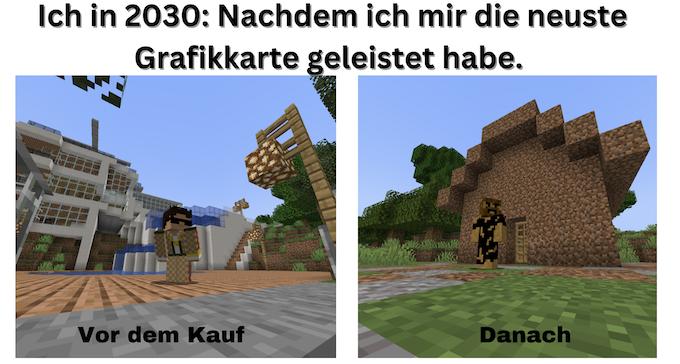 Ich in 2030: Nachdem ich mir die neuste
Grafikkarte geleistet habe.
Vor dem Kauf
Danach